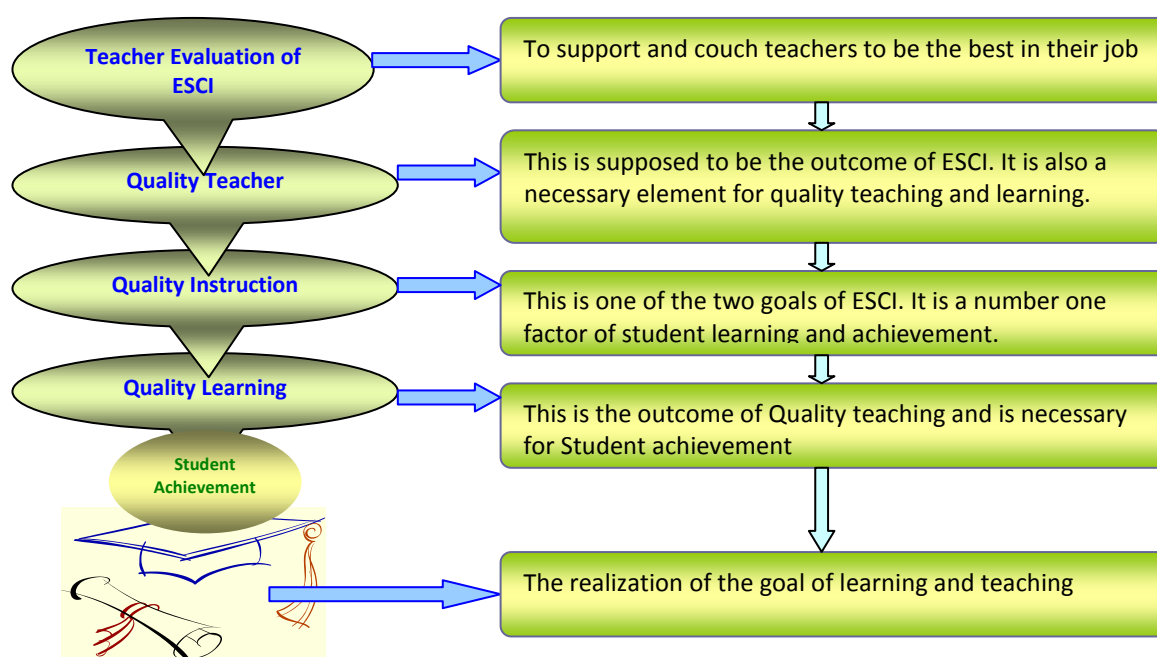 Teacher Evaluation of
ESCI
To support and couch teachers to be the best in their job
Quality Teacher
This is supposed to be the outcome of ESCI. It is also a
necessary element for quality teaching and learning.
Quality Instruction
This is one of the two goals of ESCI. It is a number one
factor of student learning and achievement.
Quality Learning
This is the outcome of Quality teaching and is necessary
for Student achievement
Student
Achievement
The realization of the goal of learning and teaching